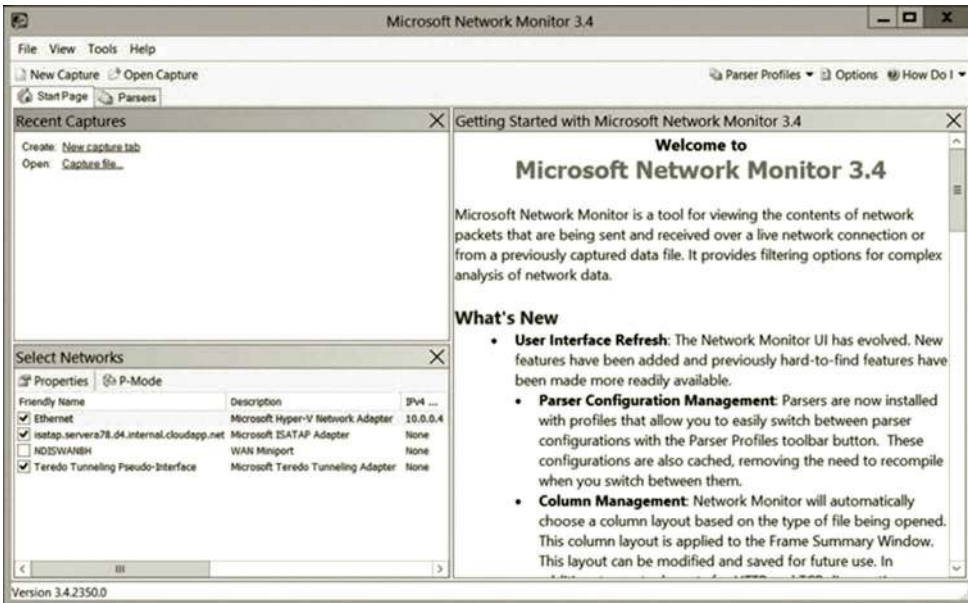 Microsoft Network Monitor 3.4
File View Tools Help
New Capture Open Capture
Parser Profiles Options How Do I
Start Page Parsers
Recent Captures
Create: New capture tab
Open: Capture file...
Select Networks
Properties P-Mode
Friendly Name Description IPv4 ...
Ethernet Microsoft Hyper-V Network Adapter 10.0.0.4
isatap.servera78.d4.internal.cloudapp.net Microsoft ISATAP Adapter None
NDISWANBH WAN Miniport None
Teredo Tunneling Pseudo-Interface Microsoft Teredo Tunneling Adapter None
Getting Started with Microsoft Network Monitor 3.4
Welcome to
Microsoft Network Monitor 3.4
Microsoft Network Monitor is a tool for viewing the contents of network
packets that are being sent and received over a live network connection or
from a previously captured data file. It provides filtering options for complex
analysis of network data.
What's New
• User Interface Refresh: The Network Monitor UI has evolved. New
features have been added and previously hard-to-find features have
been made more readily available.
• Parser Configuration Management: Parsers are now installed
with profiles that allow you to easily switch between parser
configurations with the Parser Profiles toolbar button. These
configurations are also cached, removing the need to recompile
when you switch between them.
• Column Management: Network Monitor will automatically
choose a column layout based on the type of file being opened.
This column layout is applied to the Frame Summary Window.
This layout can be modified and saved for future use. In
Version 3.4.2350.0